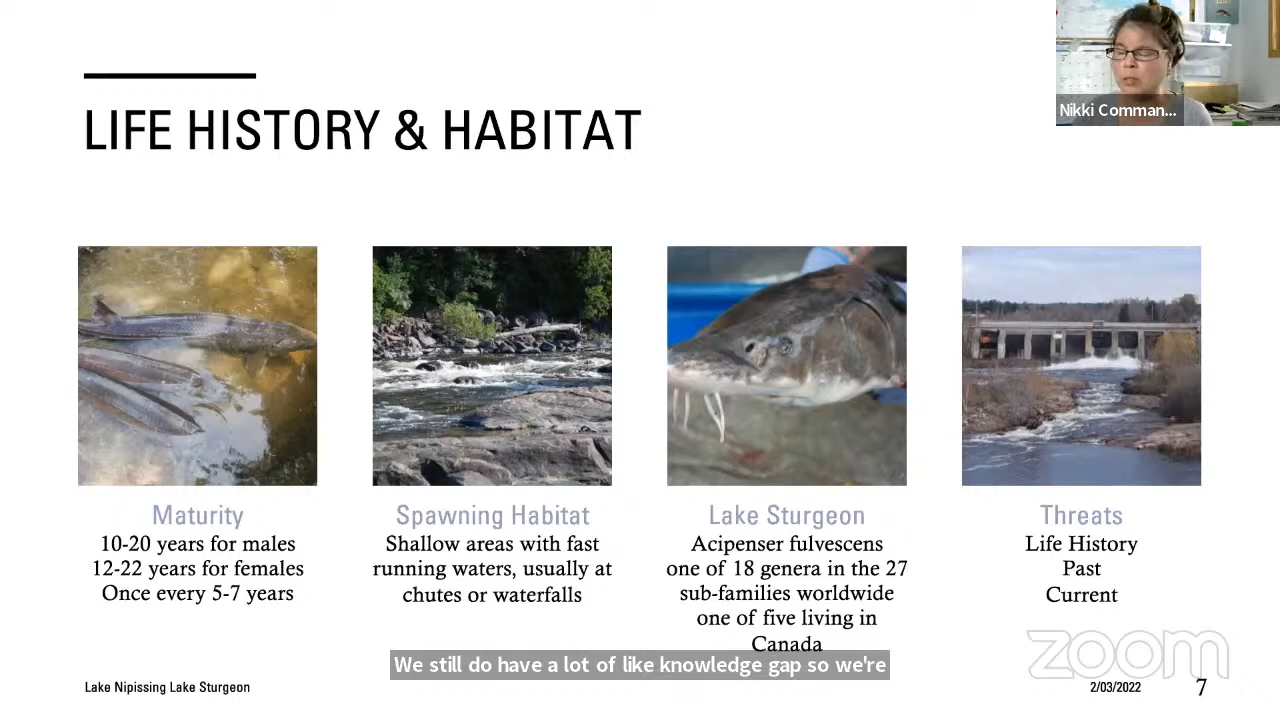 Nikki Comman...
LIFE HISTORY & HABITAT
Maturity
10-20 years for males
12-22 years for females
Once every 5-7 years
Spawning Habitat
Shallow areas with fast
running waters, usually at
chutes or waterfalls
Lake Sturgeon
Acipenser fulvescens
one of 18 genera in the 27
sub-families worldwide
one of five living in
Canada
Threats
Life History
Past
Current
We still do have a lot of like knowledge gap so we're
zoom
Lake Nipissing Lake Sturgeon
2/03/2022
7